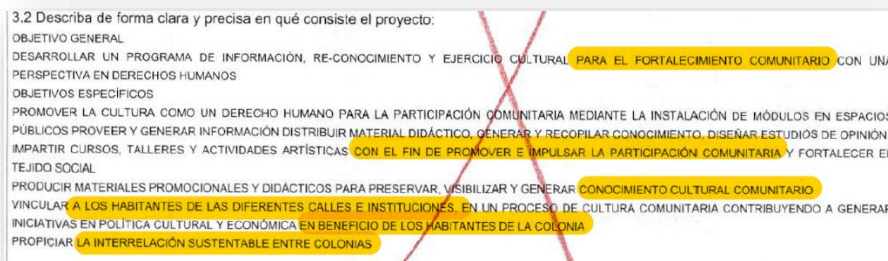 3.2 Describa de forma clara y precisa en qué consiste el proyecto:
OBJETIVO GENERAL
DESARROLLAR UN PROGRAMA DE INFORMACIÓN, RE-CONOCIMIENTO Y EJERCICIO CULTURAL PARA EL FORTALECIMIENTO COMUNITARIO CON UNA
PERSPECTIVA EN DERECHOS HUMANOS
OBJETIVOS ESPECÍFICOS
PROMOVER LA CULTURA COMO UN DERECHO HUMANO PARA LA PARTICIPACIÓN COMUNITARIA MEDIANTE LA INSTALACIÓN DE MÓDULOS EN ESPACIOS
PÚBLICOS PROVEER Y GENERAR INFORMACIÓN DISTRIBUIR MATERIAL DIDÁCTICO, GENERAR Y RECOPILAR CONOCIMIENTO, DISEÑAR ESTUDIOS DE OPINIÓN
IMPARTIR CURSOS, TALLERES Y ACTIVIDADES ARTÍSTICAS CON EL FIN DE PROMOVER E IMPULSAR LA PARTICIPACIÓN COMUNITARIA Y FORTALECER EL
TEJIDO SOCIAL
PRODUCIR MATERIALES PROMOCIONALES Y DIDÁCTICOS PARA PRESERVAR, VISIBILIZAR Y GENERAR CONOCIMIENTO CULTURAL COMUNITARIO
VINCULAR A LOS HABITANTES DE LAS DIFERENTES CALLES E INSTITUCIONES, EN UN PROCESO DE CULTURA COMUNITARIA CONTRIBUYENDO A GENERAR
INICIATIVAS EN POLÍTICA CULTURAL Y ECONÓMICA EN BENEFICIO DE LOS HABITANTES DE LA COLONIA
PROPICIAR LA INTERRELACIÓN SUSTENTABLE ENTRE COLONIAS